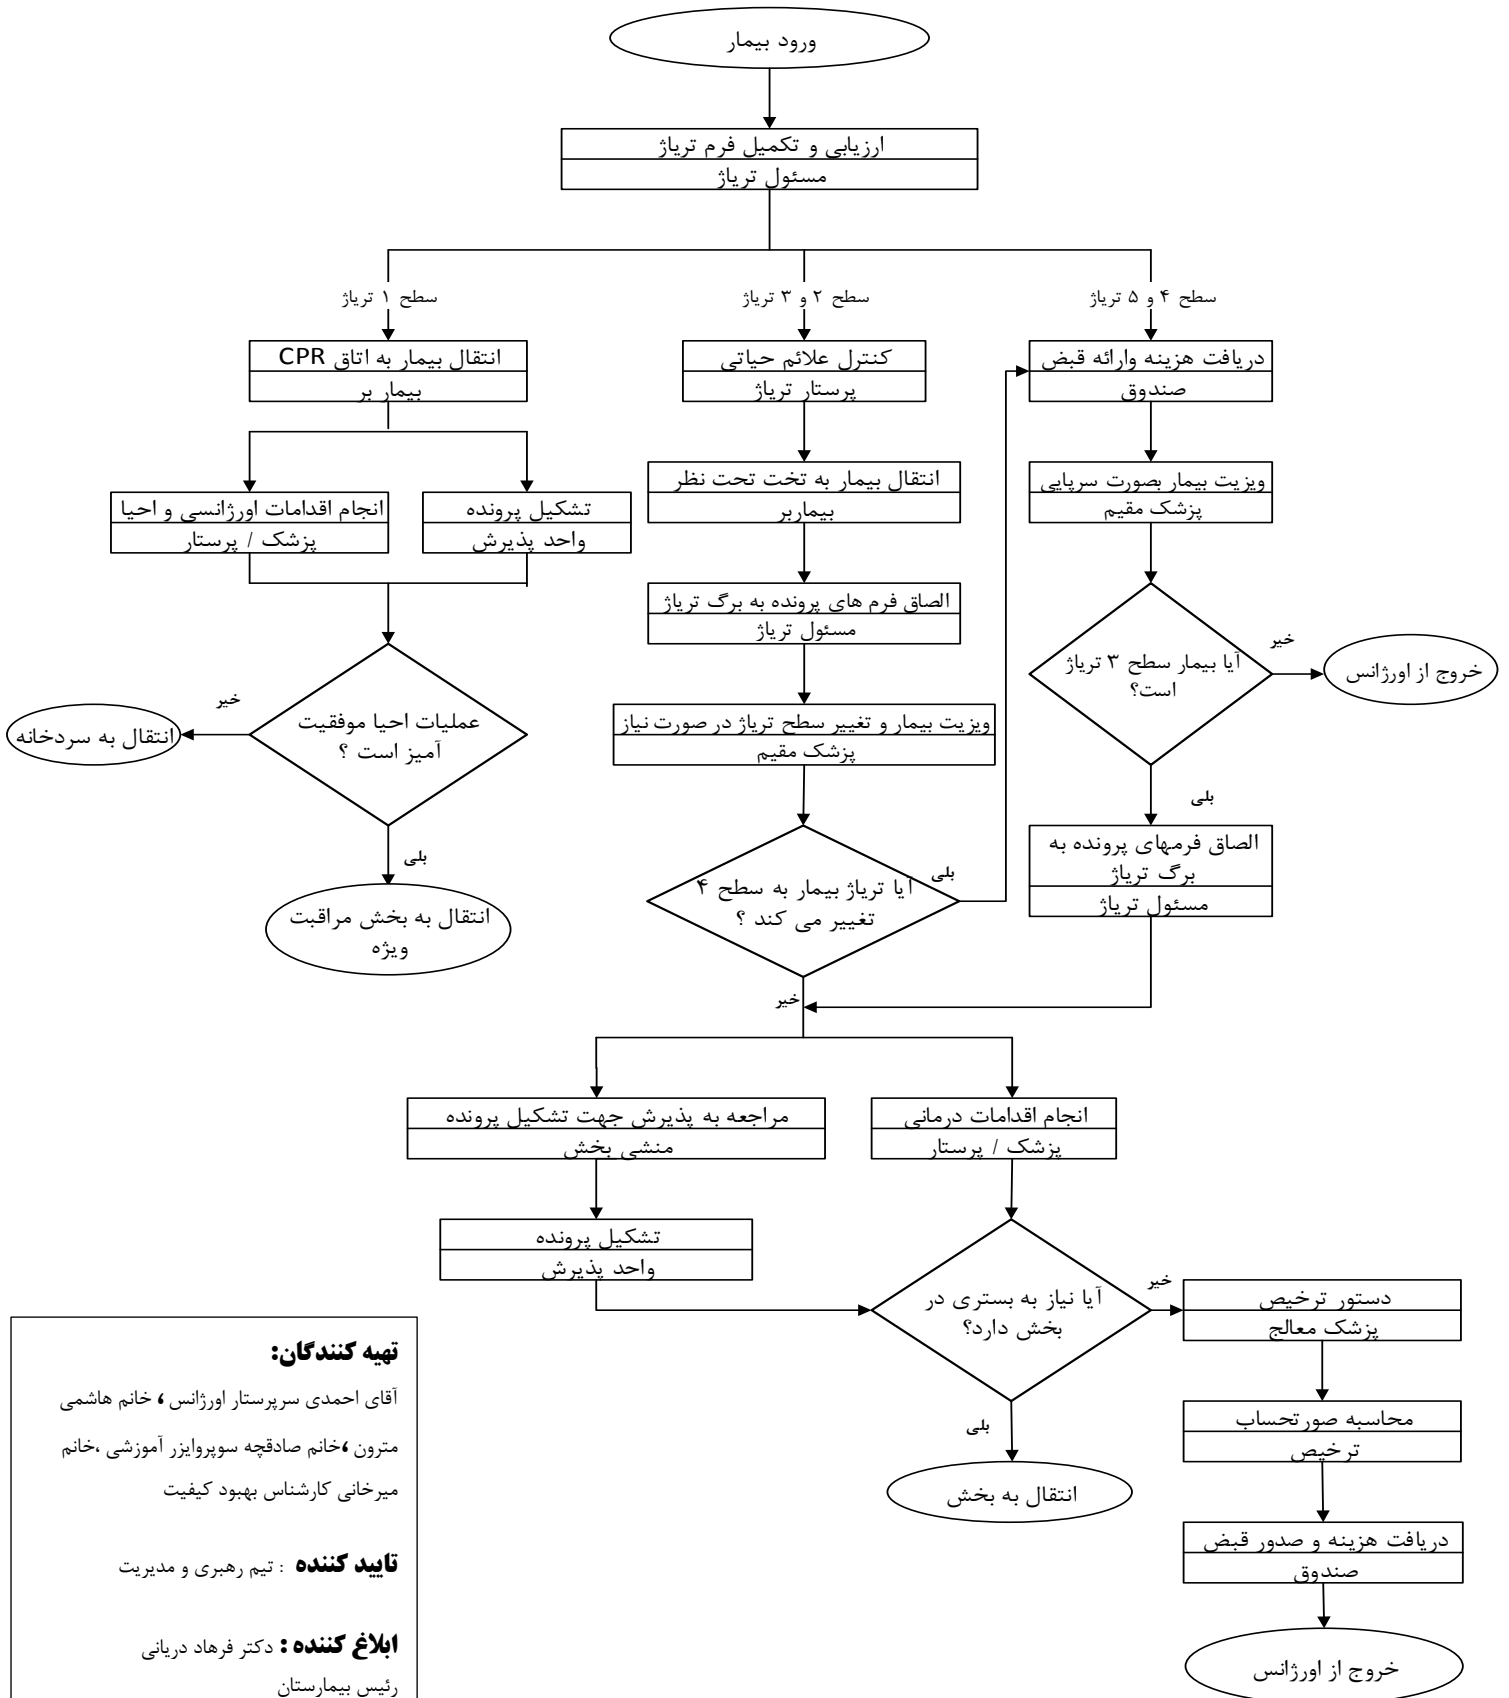 ورود بیمار
ارزیابی و تکمیل فرم تریاژ
مسئول تریاژ
سطح ۱ تریاژ
سطح ۲ و ۳ تریاژ
سطح ۴ و ۵ تریاژ
انتقال بیمار به اتاق CPR
بیمار بر
کنترل علائم حیاتی
پرستار تریاژ
دریافت هزینه وارائه قبض
صندوق
انجام اقدامات اورژانسی و احیا
پزشک / پرستار
تشکیل پرونده
واحد پذیرش
انتقال بیمار به تخت تحت نظر
بیماربر
ویزیت بیمار بصورت سرپایی
پزشک مقیم
الصاق فرم های پرونده به برگ تریاژ
مسئول تریاژ
آیا بیمار سطح ۳ تریاژ
است؟
خیر
خروج از اورژانس
بلی
عملیات احیا موفقیت
آمیز است ؟
خیر
انتقال به سردخانه
بلی
انتقال به بخش مراقبت
ویژه
ویزیت بیمار و تغییر سطح تریاژ در صورت نیاز
پزشک مقیم
آیا تریاژ بیمار به سطح ۴
تغییر می کند ؟
بلی
خیر
الصاق فرمهای پرونده به
برگ تریاژ
مسئول تریاژ
مراجعه به پذیرش جهت تشکیل پرونده
منشی بخش
انجام اقدامات درمانی
پزشک / پرستار
تشکیل پرونده
واحد پذیرش
آیا نیاز به بستری در
بخش دارد؟
خیر
بلی
انتقال به بخش
دستور ترخیص
پزشک معالج
محاسبه صورتحساب
ترخیص
دریافت هزینه و صدور قبض
صندوق
خروج از اورژانس
تهیه کنندگان:
آقای احمدی سرپرستار اورژانس ، خانم هاشمی
مترون ،خانم صادقچه سوپروایزر آموزشی ،خانم
میرخانی کارشناس بهبود کیفیت
تایید کننده : تیم رهبری و مدیریت
ابلاغ کننده : دکتر فرهاد دریانی
رئیس بیمارستان